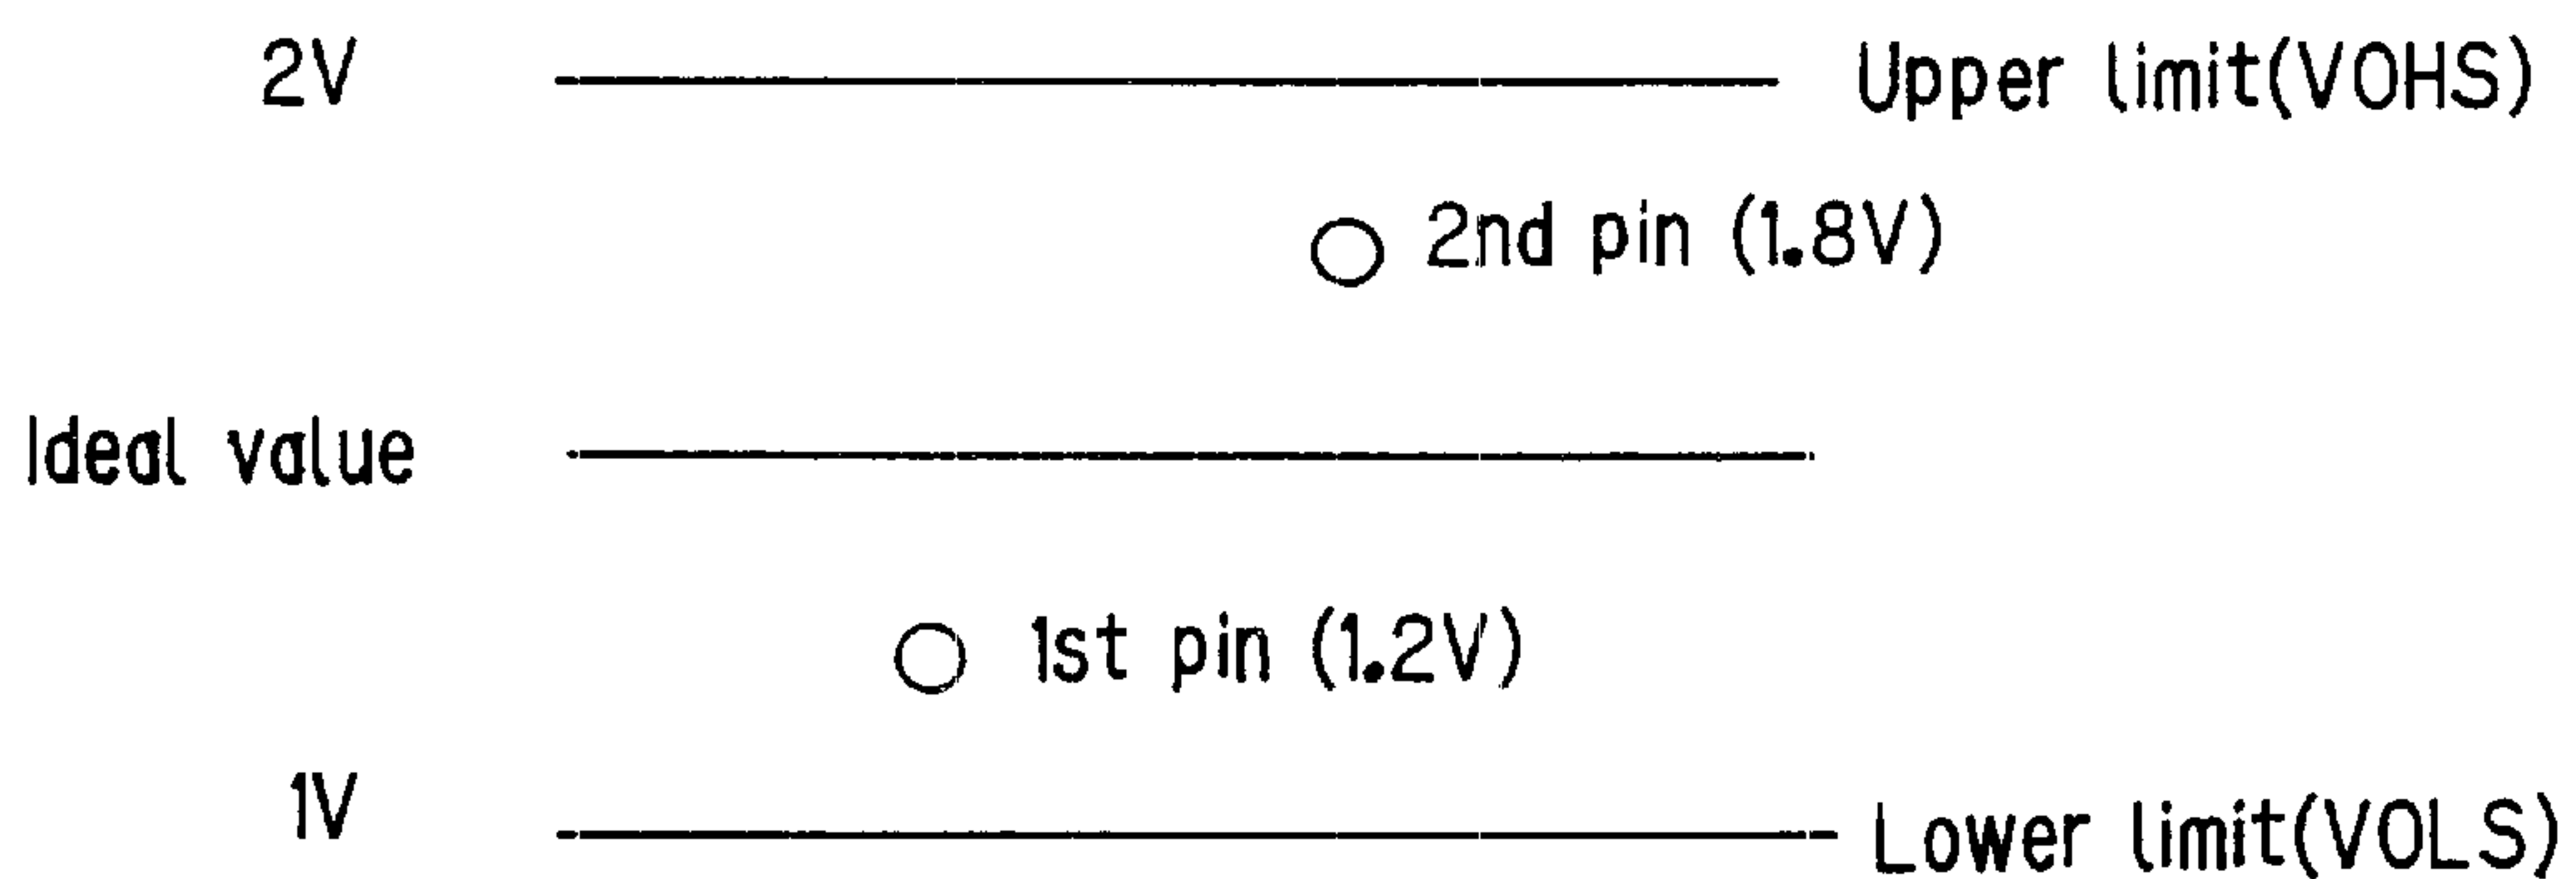 2V Upper limit(VOHS)
2nd pin (1.8V)
Ideal value
1st pin (1.2V)
1V Lower limit(VOLS)